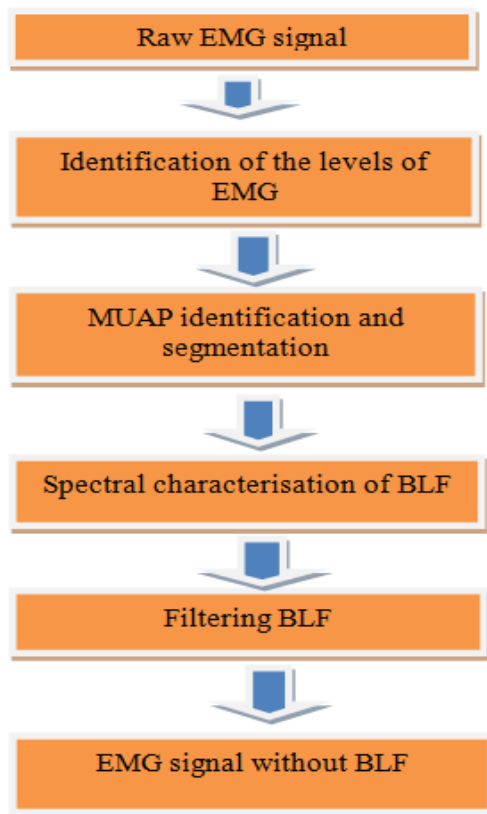 Raw EMG signal
Identification of the levels of
EMG
MUAP identification and
segmentation
Spectral characterisation of BLF
Filtering BLF
EMG signal without BLF